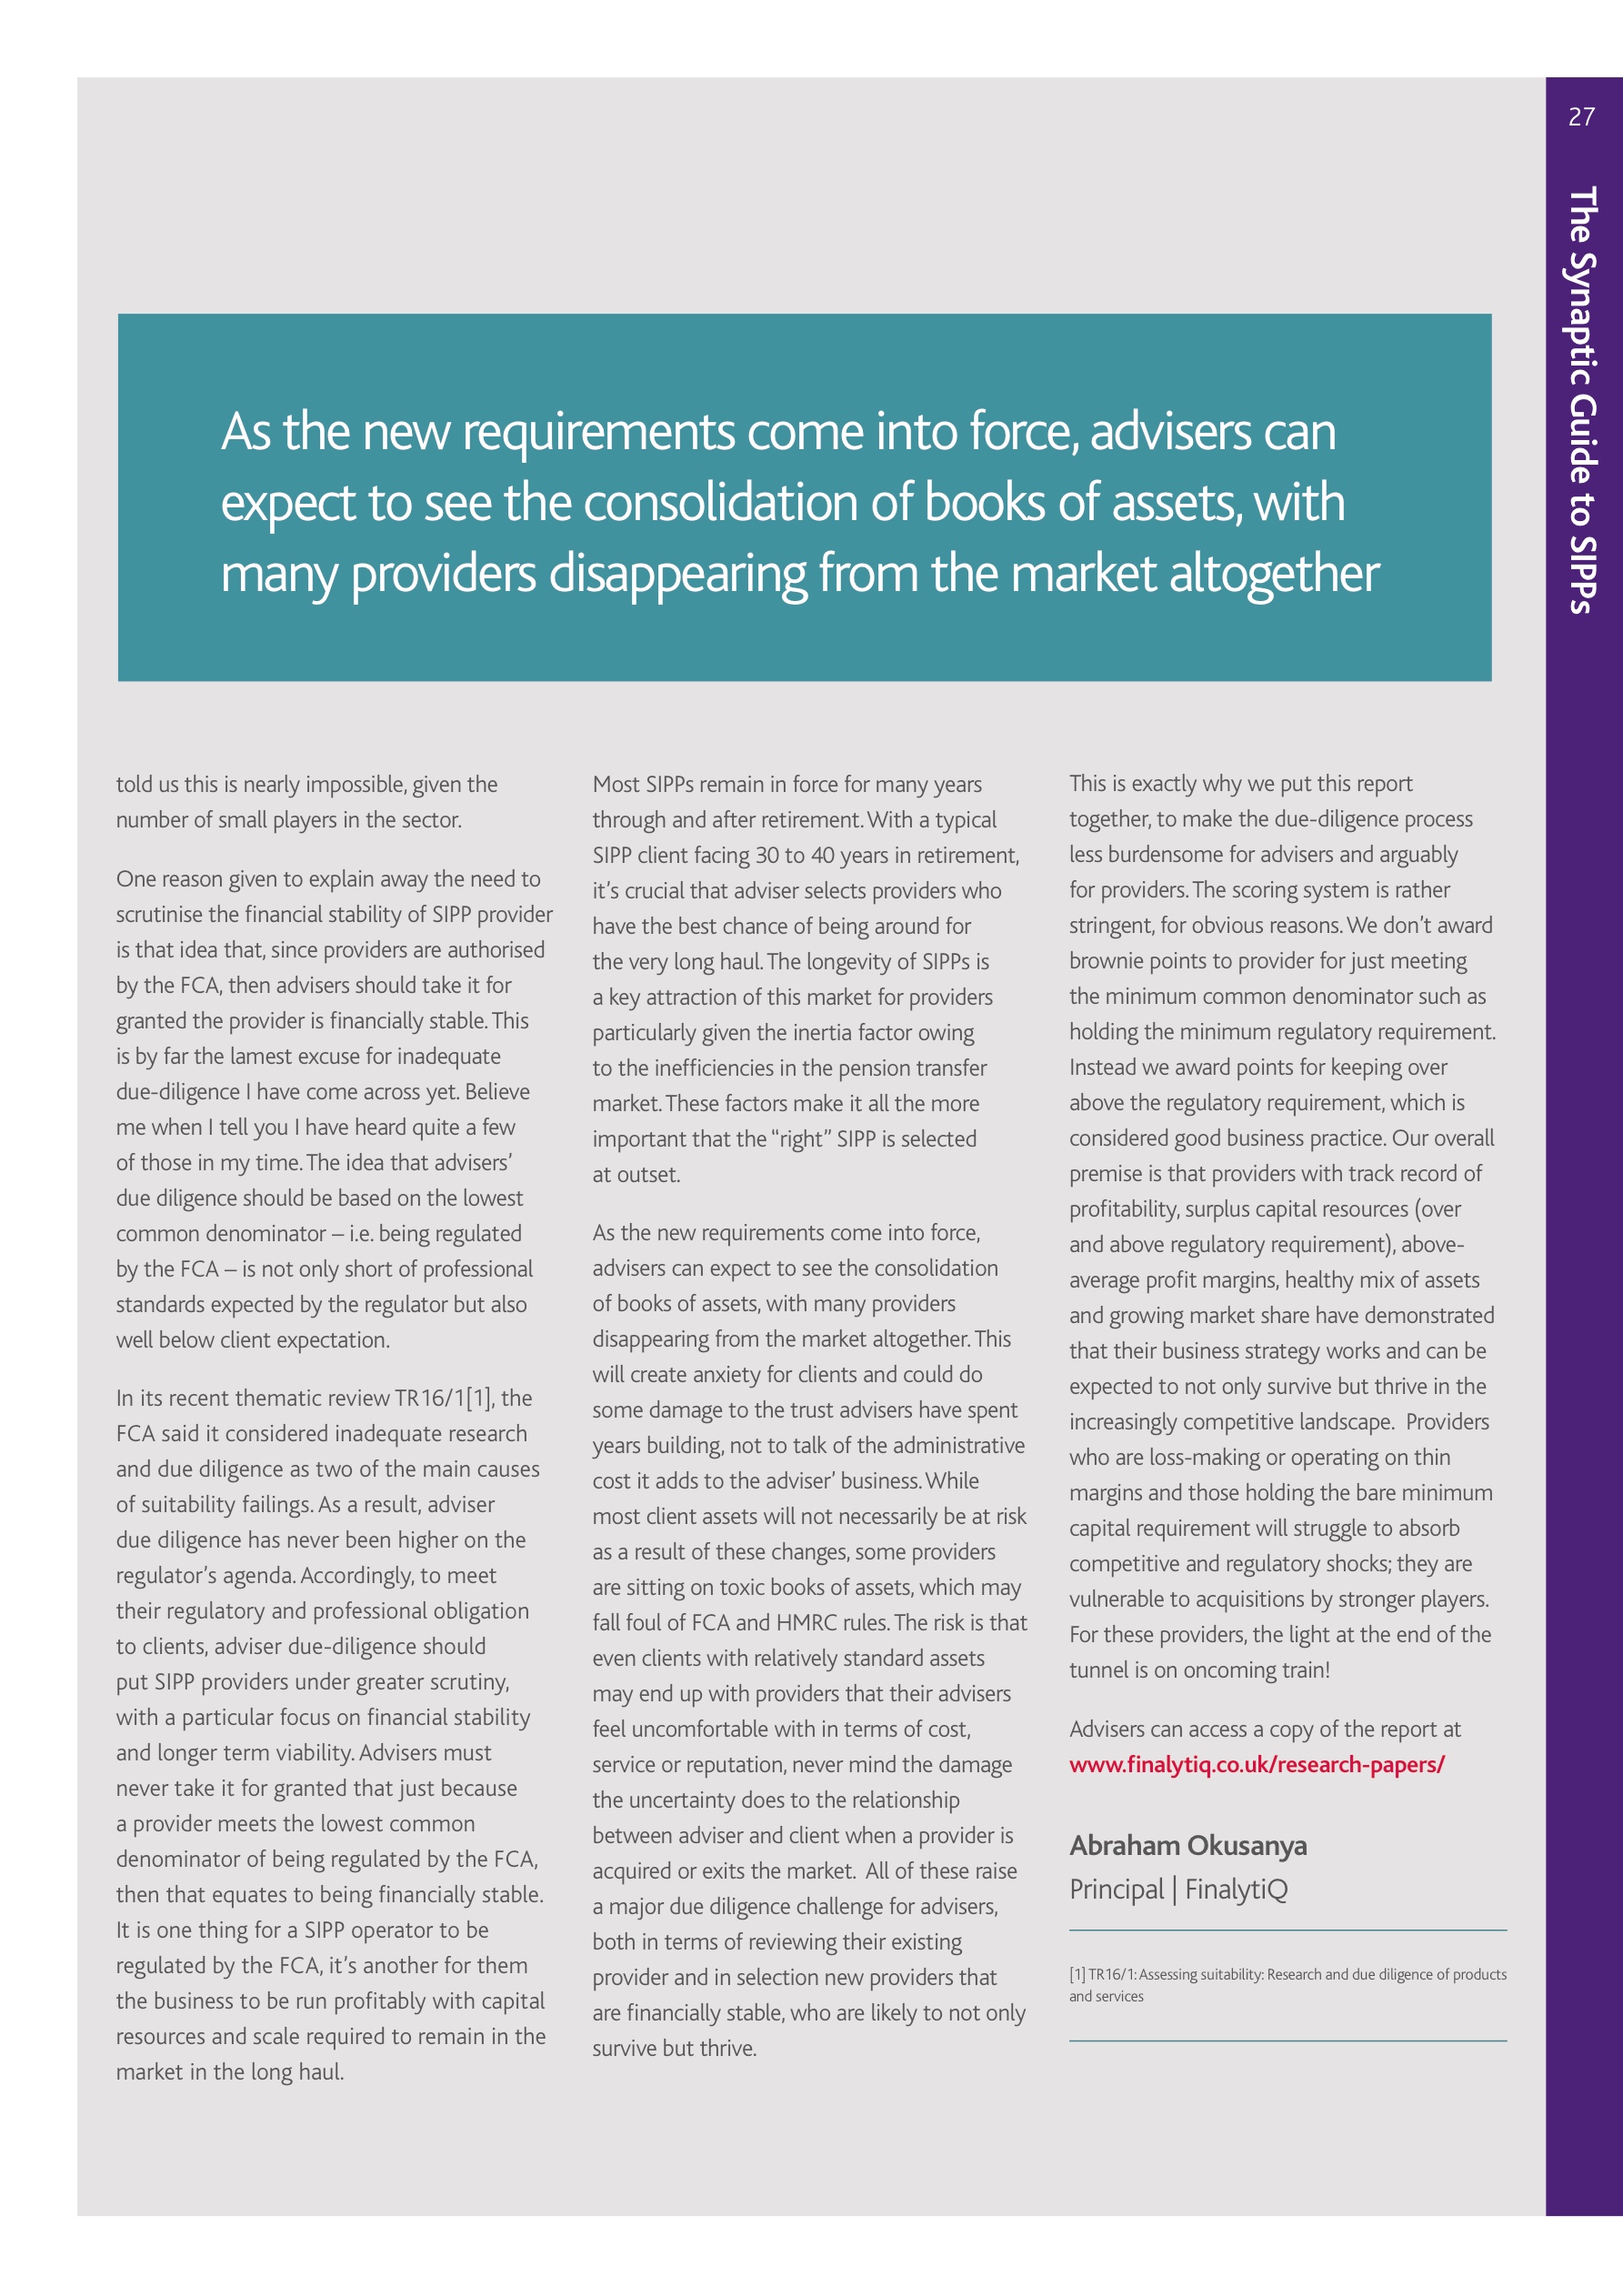 27
The Synaptic Guide to SIPPs
As the new requirements come into force, advisers can
expect to see the consolidation of books of assets, with
many providers disappearing from the market altogether
told us this is nearly impossible, given the
number of small players in the sector.
One reason given to explain away the need to
scrutinise the financial stability of SIPP provider
is that idea that, since providers are authorised
by the FCA, then advisers should take it for
granted the provider is financially stable. This
is by far the lamest excuse for inadequate
due-diligence I have come across yet. Believe
me when I tell you I have heard quite a few
of those in my time. The idea that advisers’
due diligence should be based on the lowest
common denominator – i.e. being regulated
by the FCA – is not only short of professional
standards expected by the regulator but also
well below client expectation.
In its recent thematic review TR16/1[1], the
FCA said it considered inadequate research
and due diligence as two of the main causes
of suitability failings. As a result, adviser
due diligence has never been higher on the
regulator’s agenda. Accordingly, to meet
their regulatory and professional obligation
to clients, adviser due-diligence should
put SIPP providers under greater scrutiny,
with a particular focus on financial stability
and longer term viability. Advisers must
never take it for granted that just because
a provider meets the lowest common
denominator of being regulated by the FCA,
then that equates to being financially stable.
It is one thing for a SIPP operator to be
regulated by the FCA, it’s another for them
the business to be run profitably with capital
resources and scale required to remain in the
market in the long haul.
Most SIPPs remain in force for many years
through and after retirement. With a typical
SIPP client facing 30 to 40 years in retirement,
it’s crucial that adviser selects providers who
have the best chance of being around for
the very long haul. The longevity of SIPPs is
a key attraction of this market for providers
particularly given the inertia factor owing
to the inefficiencies in the pension transfer
market. These factors make it all the more
important that the “right” SIPP is selected
at outset.
As the new requirements come into force,
advisers can expect to see the consolidation
of books of assets, with many providers
disappearing from the market altogether. This
will create anxiety for clients and could do
some damage to the trust advisers have spent
years building, not to talk of the administrative
cost it adds to the adviser’ business. While
most client assets will not necessarily be at risk
as a result of these changes, some providers
are sitting on toxic books of assets, which may
fall foul of FCA and HMRC rules. The risk is that
even clients with relatively standard assets
may end up with providers that their advisers
feel uncomfortable with in terms of cost,
service or reputation, never mind the damage
the uncertainty does to the relationship
between adviser and client when a provider is
acquired or exits the market.  All of these raise
a major due diligence challenge for advisers,
both in terms of reviewing their existing
provider and in selection new providers that
are financially stable, who are likely to not only
survive but thrive.
This is exactly why we put this report
together, to make the due-diligence process
less burdensome for advisers and arguably
for providers. The scoring system is rather
stringent, for obvious reasons. We don’t award
brownie points to provider for just meeting
the minimum common denominator such as
holding the minimum regulatory requirement.
Instead we award points for keeping over
above the regulatory requirement, which is
considered good business practice. Our overall
premise is that providers with track record of
profitability, surplus capital resources (over
and above regulatory requirement), above-
average profit margins, healthy mix of assets
and growing market share have demonstrated
that their business strategy works and can be
expected to not only survive but thrive in the
increasingly competitive landscape.  Providers
who are loss-making or operating on thin
margins and those holding the bare minimum
capital requirement will struggle to absorb
competitive and regulatory shocks; they are
vulnerable to acquisitions by stronger players.
For these providers, the light at the end of the
tunnel is on oncoming train!
Advisers can access a copy of the report at
www.finalytiq.co.uk/research-papers/
Abraham Okusanya
Principal | FinalytiQ
[1] TR16/1: Assessing suitability: Research and due diligence of products
and services